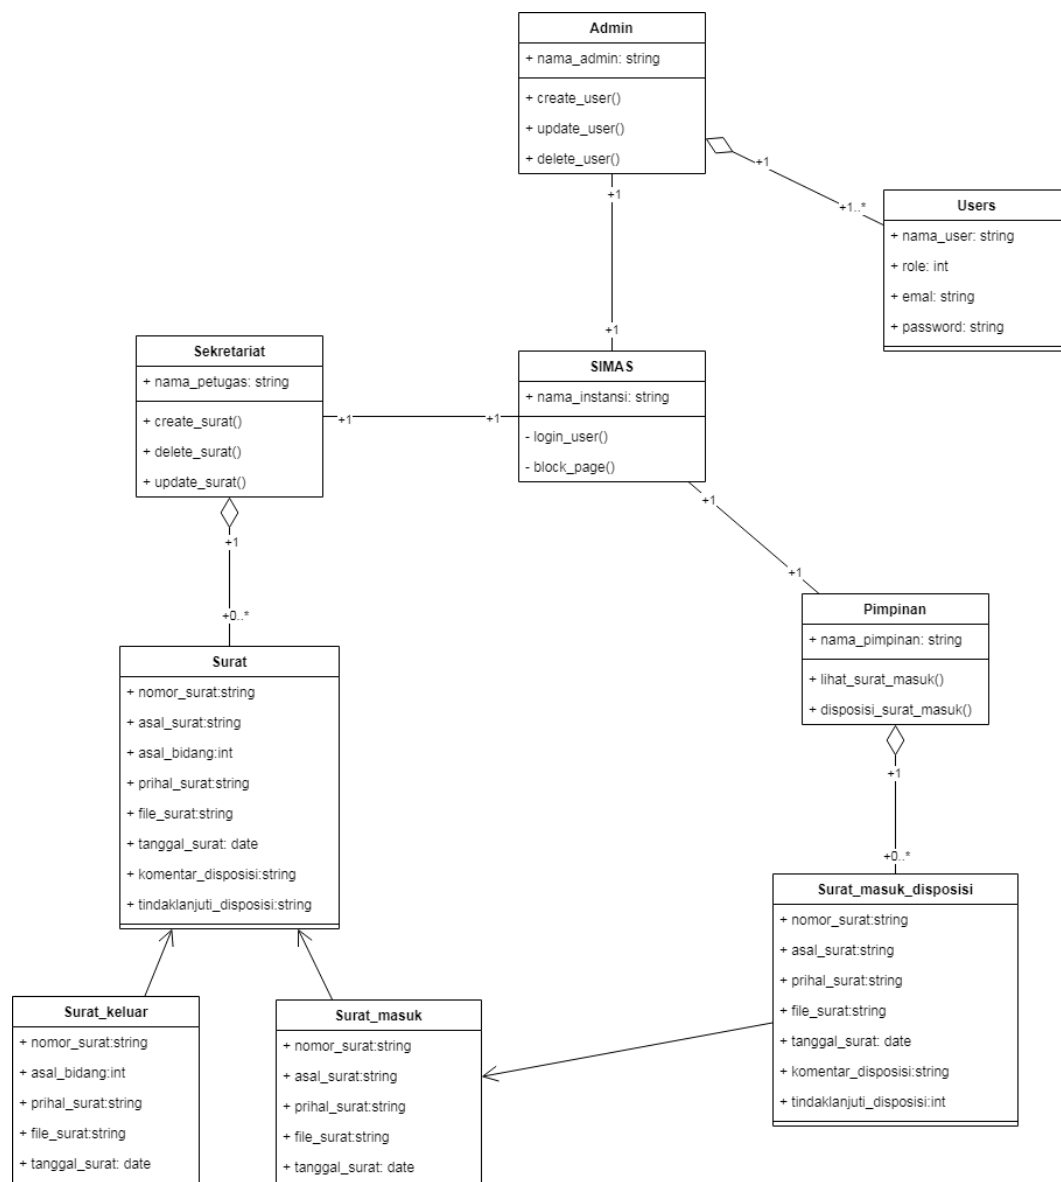 Admin
+ nama_admin: string
+ create_user()
+ update_user()
+ delete_user()
+1
+1..*
Users
+ nama_user: string
+ role: int
+ emal: string
+ password: string
+1
+1
Sekretariat
+ nama_petugas: string
+ create_surat()
+ delete_surat()
+ update_surat()
+1
+1
SIMAS
+ nama_instansi: string
- login_user()
- block_page()
+1
+1
+1
+0..*
Pimpinan
+ nama_pimpinan: string
+ lihat_surat_masuk()
+ disposisi_surat_masuk()
+1
+0..*
Surat
+ nomor_surat:string
+ asal_surat:string
+ asal_bidang:int
+ prihal_surat:string
+ file_surat:string
+ tanggal_surat: date
+ komentar_disposisi:string
+ tindaklanjuti_disposisi:string
Surat_masuk_disposisi
+ nomor_surat:string
+ asal_surat:string
+ prihal_surat:string
+ file_surat:string
+ tanggal_surat: date
+ komentar_disposisi:string
+ tindaklanjuti_disposisi:int
Surat_keluar
+ nomor_surat:string
+ asal_bidang:int
+ prihal_surat:string
+ file_surat:string
+ tanggal_surat: date
Surat_masuk
+ nomor_surat:string
+ asal_surat:string
+ prihal_surat:string
+ file_surat:string
+ tanggal_surat: date